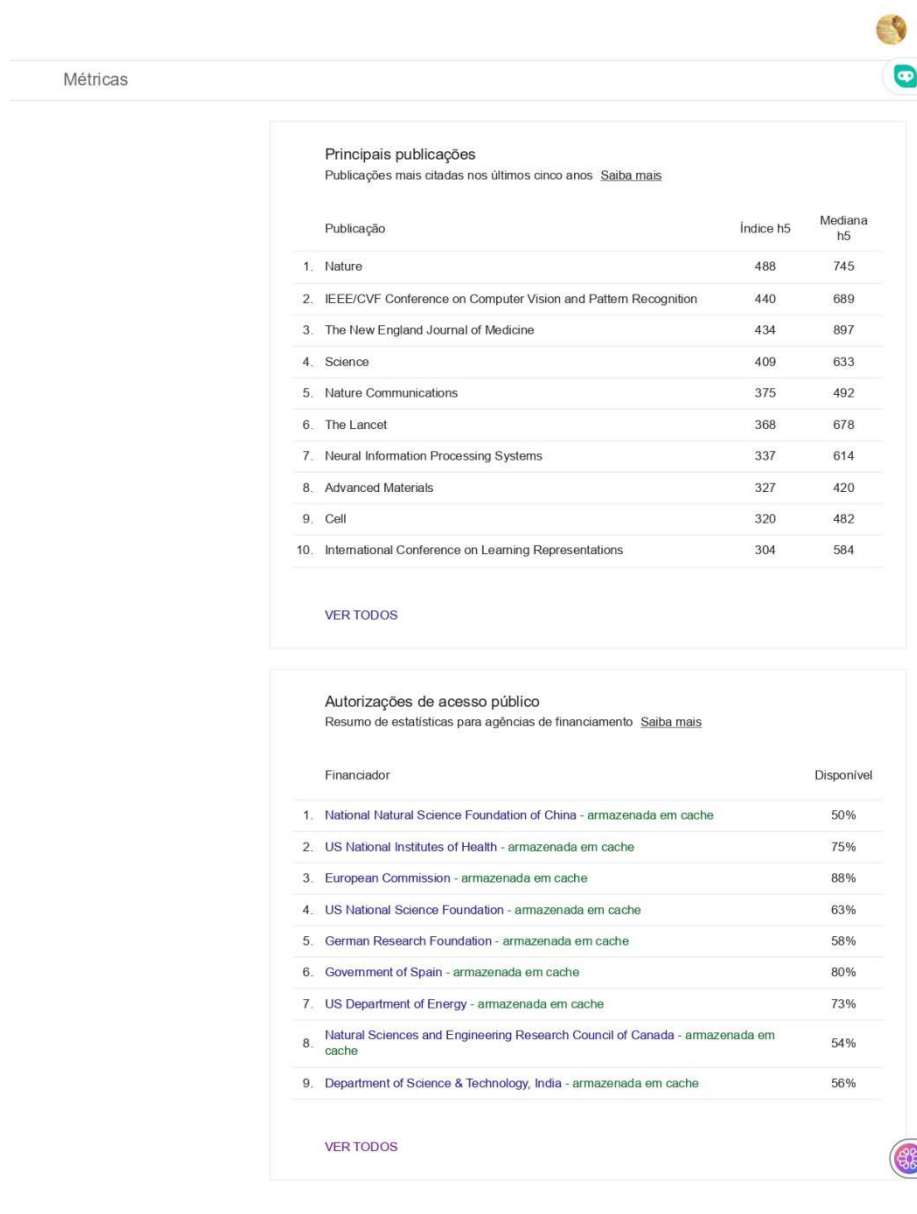 Métricas
Principais publicações
Publicações mais citadas nos últimos cinco anos Saiba mais
Publicação Índice h5 Mediana h5
1. Nature 488 745
2. IEEE/CVF Conference on Computer Vision and Pattern Recognition 440 689
3. The New England Journal of Medicine 434 897
4. Science 409 633
5. Nature Communications 375 492
6. The Lancet 368 678
7. Neural Information Processing Systems 337 614
8. Advanced Materials 327 420
9. Cell 320 482
10. International Conference on Learning Representations 304 584
VER TODOS
Autorizações de acesso público
Resumo de estatísticas para agências de financiamento Saiba mais
Financiador Disponível
1. National Natural Science Foundation of China - armazenada em cache 50%
2. US National Institutes of Health - armazenada em cache 75%
3. European Commission - armazenada em cache 88%
4. US National Science Foundation - armazenada em cache 63%
5. German Research Foundation - armazenada em cache 58%
6. Government of Spain - armazenada em cache 80%
7. US Department of Energy - armazenada em cache 73%
8. Natural Sciences and Engineering Research Council of Canada - armazenada em
cache 54%
9. Department of Science & Technology, India - armazenada em cache 56%
VER TODOS